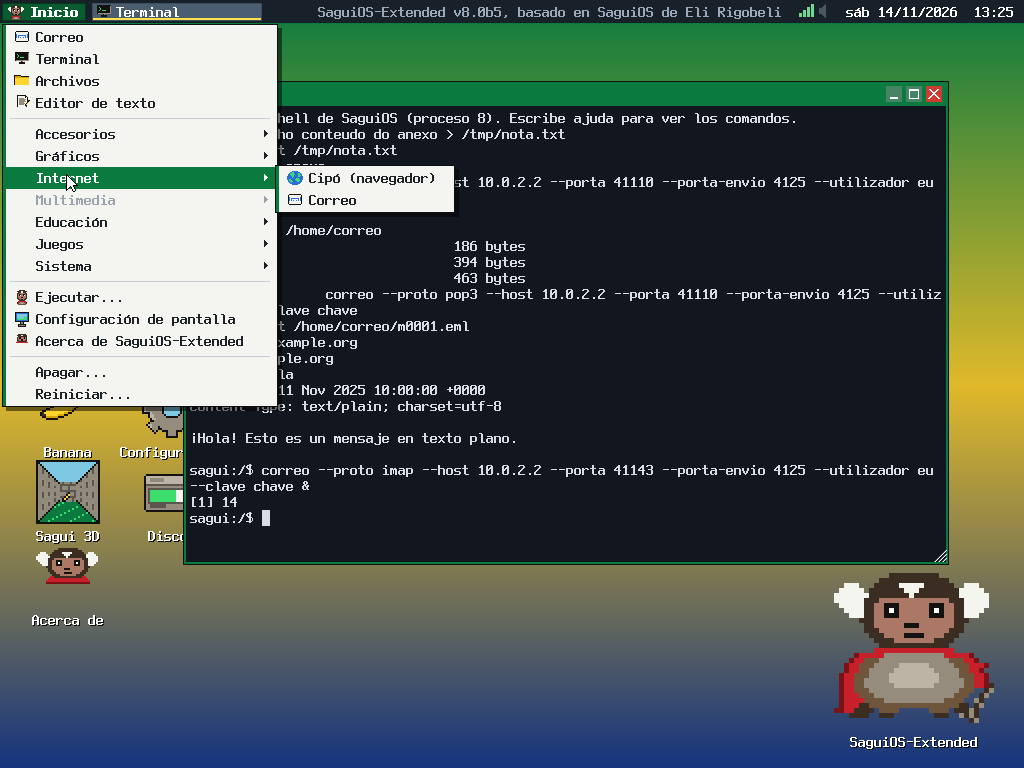 Inicio
Terminal
SaguiOS-Extended v8.0b5, basado en SaguiOS de Eli Rigobeli
sáb 14/11/2026 13:25
Correo
Terminal
Archivos
Editor de texto
Accesorios
Gráficos
Internet
Multimedia
Educación
Juegos
Sistema
Ejecutar...
Configuración de pantalla
Acerca de SaguiOS-Extended
Apagar...
Reiniciar...
Cipó (navegador)
Correo
hell de SaguiOS (proceso 8). Escribe ajuda para ver los comandos.
ho conteudo do anexo > /tmp/nota.txt
t /tmp/nota.txt
st 10.0.2.2 --porta 41110 --porta-envio 4125 --utilizador eu
/home/correo
186 bytes
394 bytes
463 bytes
correo --proto pop3 --host 10.0.2.2 --porta 41110 --porta-envio 4125 --utiliz
lave chave
t /home/correo/m0001.eml
xample.org
ple.org
la
11 Nov 2025 10:00:00 +0000
Content-Type: text/plain; charset=utf-8
¡Hola! Esto es un mensaje en texto plano.
sagui:/$ correo --proto imap --host 10.0.2.2 --porta 41143 --porta-envio 4125 --utilizador eu
--clave chave &
[1] 14
sagui:/$
Banana
Configur
Sagui 3D
Disco
Acerca de
SaguiOS-Extended